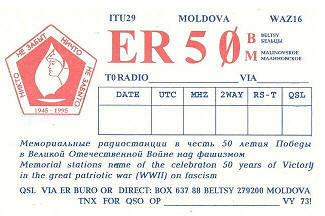 ITU29 MOLDOVA WAZ16
НЕ ЗАБЫТ НИЧТО
НИКТО НЕ ЗАБЫТО
1945 - 1995
ER5Ø B BELTSY БЕЛЬЦЫ
M MALINOVSCOE МАЛИНОВСКОЕ
TO RADIO VIA
DATE UTC MHZ 2WAY RS-T QSL
Мемориальные радиостанции в честь 50 летия Победы
в Великой Отечественной Войне над фашизмом
Memorial stations name of the celebraton 50 years of Victory
in the great patriotic war (WWII) on fascism
QSL VIA ER BURO OR DIRECT: BOX 637 88 BELTSY 279200 MOLDOVA
TNX FOR QSO OP VY 73!